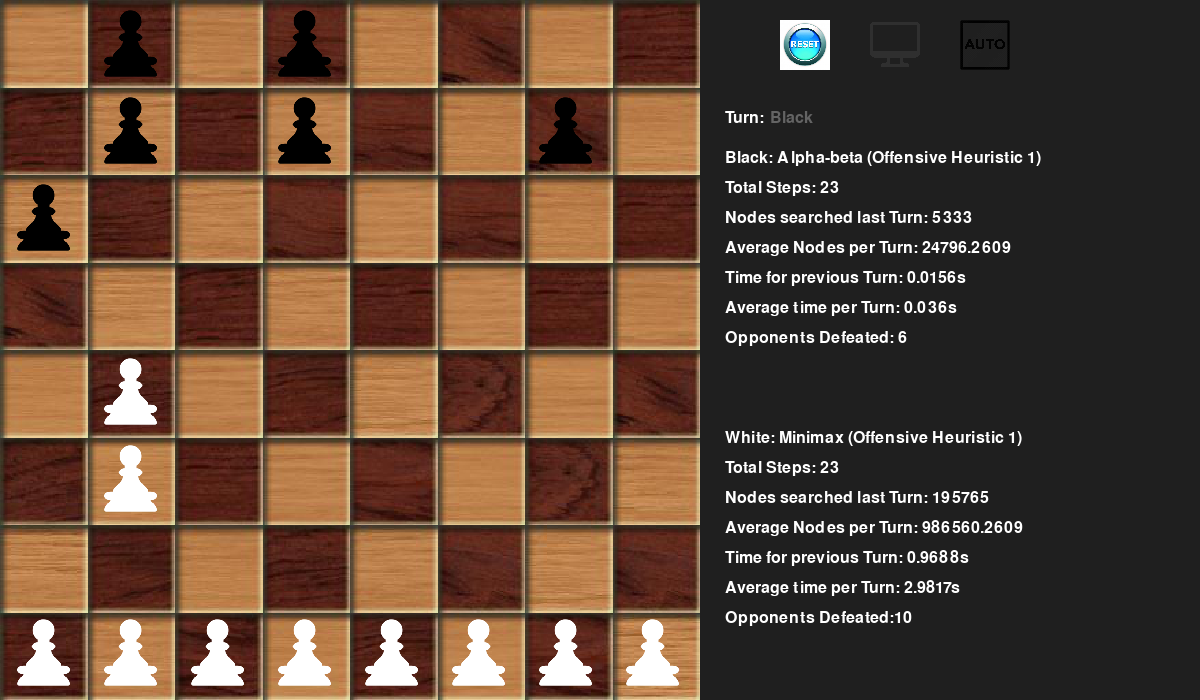 RESET
AUTO
Turn: Black
Black: Alpha-beta (Offensive Heuristic 1)
Total Steps: 23
Nodes searched last Turn: 5333
Average Nodes per Turn: 24796.2609
Time for previous Turn: 0.0156s
Average time per Turn: 0.036s
Opponents Defeated: 6
White: Minimax (Offensive Heuristic 1)
Total Steps: 23
Nodes searched last Turn: 195765
Average Nodes per Turn: 986560.2609
Time for previous Turn: 0.9688s
Average time per Turn: 2.9817s
Opponents Defeated:10